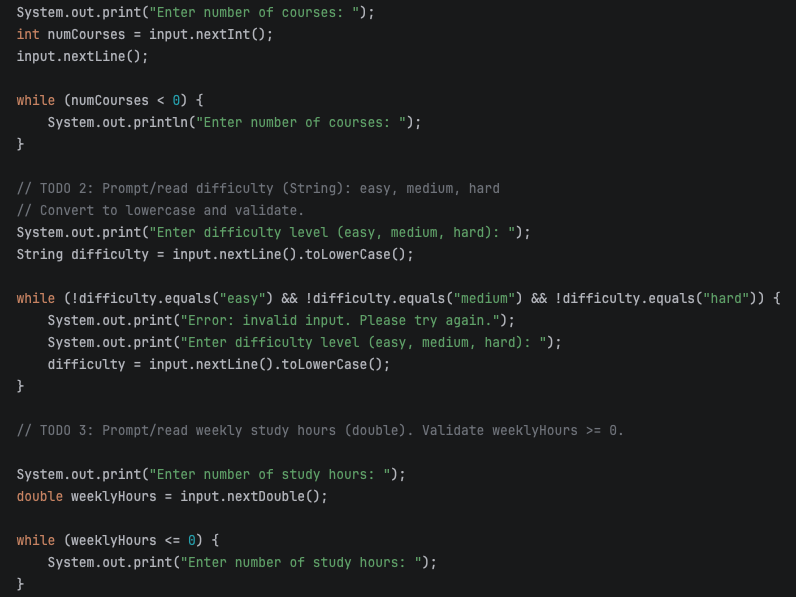 System.out.print("Enter number of courses: ");
int numCourses = input.nextInt();
input.nextLine();

while (numCourses < 0) {
    System.out.println("Enter number of courses: ");
}

// TODO 2: Prompt/read difficulty (String): easy, medium, hard
// Convert to lowercase and validate.
System.out.print("Enter difficulty level (easy, medium, hard): ");
String difficulty = input.nextLine().toLowerCase();

while (!difficulty.equals("easy") && !difficulty.equals("medium") && !difficulty.equals("hard")) {
    System.out.print("Error: invalid input. Please try again.");
    System.out.print("Enter difficulty level (easy, medium, hard): ");
    difficulty = input.nextLine().toLowerCase();
}

// TODO 3: Prompt/read weekly study hours (double). Validate weeklyHours >= 0.

System.out.print("Enter number of study hours: ");
double weeklyHours = input.nextDouble();

while (weeklyHours <= 0) {
    System.out.print("Enter number of study hours: ");
}